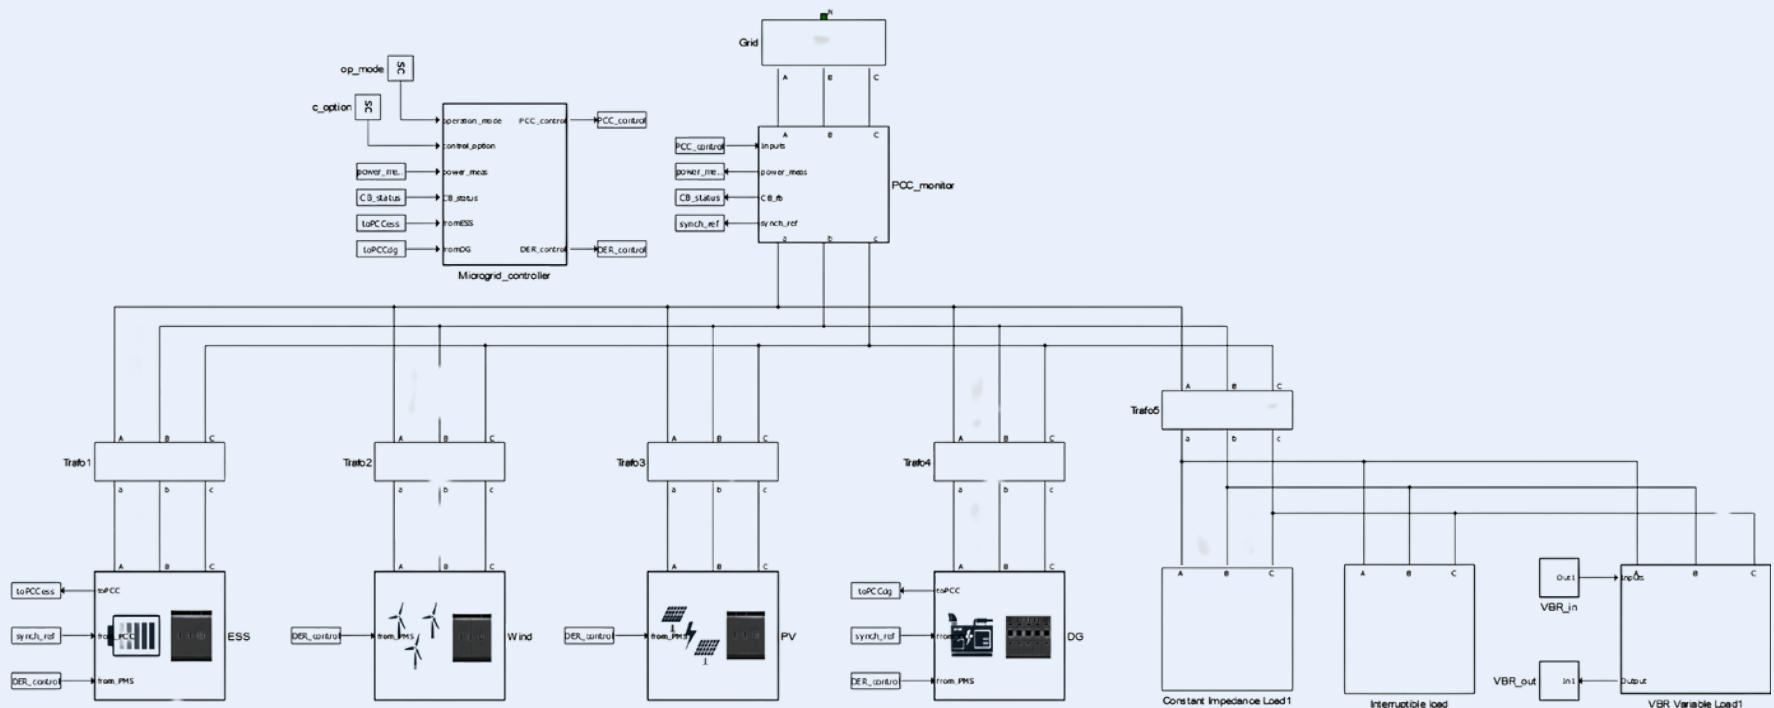 N
Grid
A B C
op_mode
SC
c_option
SC
operation_mode PCC_control
PCC_control
control_option
power_me..
power_meas
CB_status
CB_status
toPCCess
fromESS
toPCCdg
fromDG DER_control
DER_control
Microgrid_controller
A B C
PCC_control
Inputs
power_me..
power_meas
CB_status
CB_fb
synch_ref
synch_ref
PCC_monitor
a b c
A B C
Trafo1
a b c
A B C
Trafo2
a b c
A B C
Trafo3
a b c
A B C
Trafo4
a b c
A B C
Trafo5
a b c
A B C
toPCCess
toPCC
synch_ref
from_PCC
DER_control
from_PMS
ESS
A B C
DER_control
from_PMS
Wind
A B C
DER_control
from_PMS
PV
A B C
toPCCdg
toPCC
synch_ref
DER_control
from_PMS
DG
A B C
Constant Impedance Load1
A B C
Interruptible load
Out1
VBR_in
VBR_out
In1
A B C
Inputs
Output
VBR Variable Load1